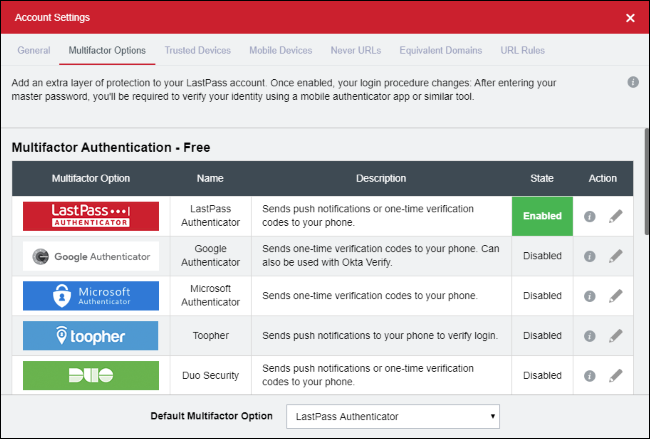 Account Settings
General Multifactor Options Trusted Devices Mobile Devices Never URLs Equivalent Domains URL Rules
Add an extra layer of protection to your LastPass account. Once enabled, your login procedure changes: After entering your
master password, you'll be required to verify your identity using a mobile authenticator app or similar tool.
Multifactor Authentication - Free
Multifactor Option Name Description State Action
LastPass •••|
AUTHENTICATOR
LastPass
Authenticator
Sends push notifications or one-time verification
codes to your phone.
Enabled
Google Authenticator
Google
Authenticator
Sends one-time verification codes to your phone. Can
also be used with Okta Verify.
Disabled
Microsoft
Authenticator
Microsoft
Authenticator
Sends one-time verification codes to your phone.
Disabled
toopher
Toopher
Sends push notifications to your phone to verify login.
Disabled
DUO
Duo Security
Sends push notifications or one-time verification
codes to your phone.
Disabled
Default Multifactor Option LastPass Authenticator